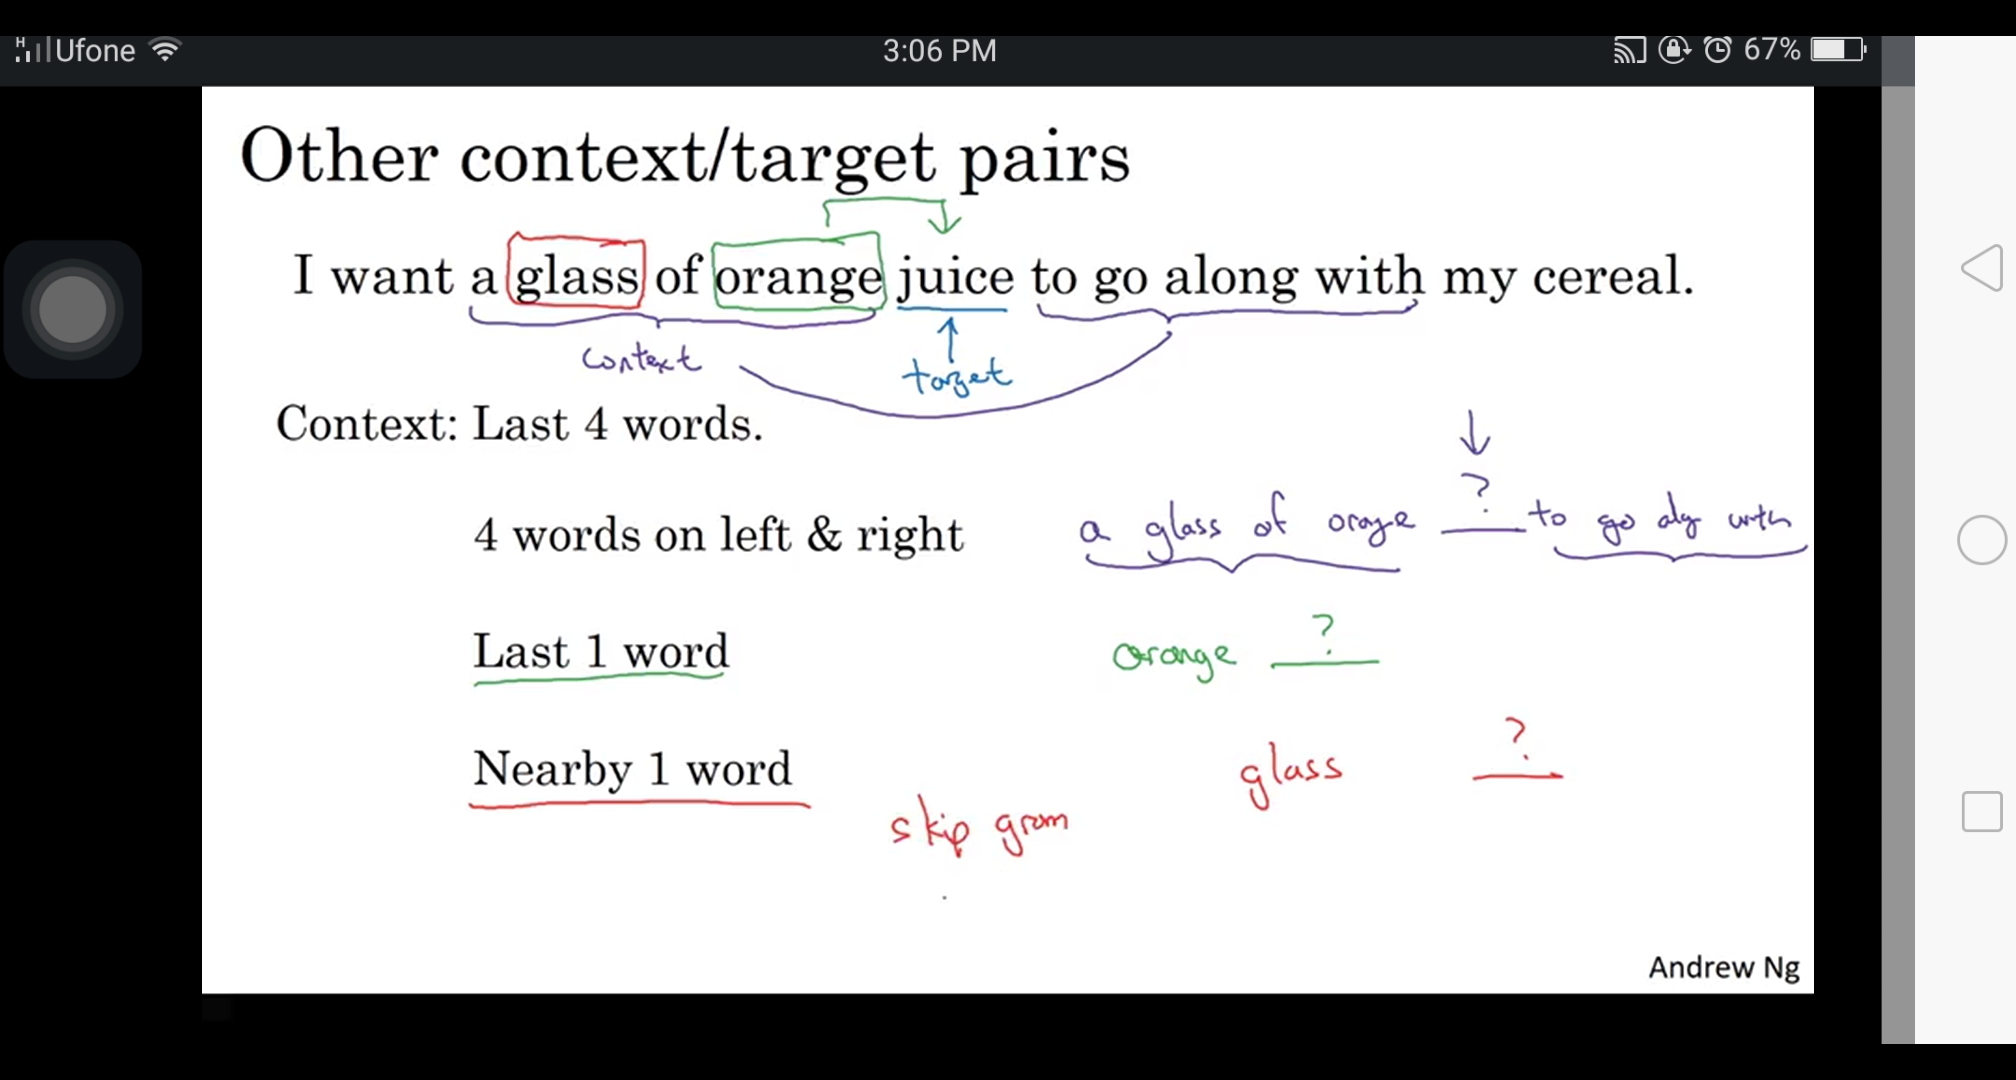 H Ufone 3:06 PM 67%
Other context/target pairs
I want a glass of orange juice to go along with my cereal.
context target
Context: Last 4 words.
?
4 words on left & right a glass of orange to go alg with
?
Last 1 word orange
?
Nearby 1 word glass
skip gram
Andrew Ng